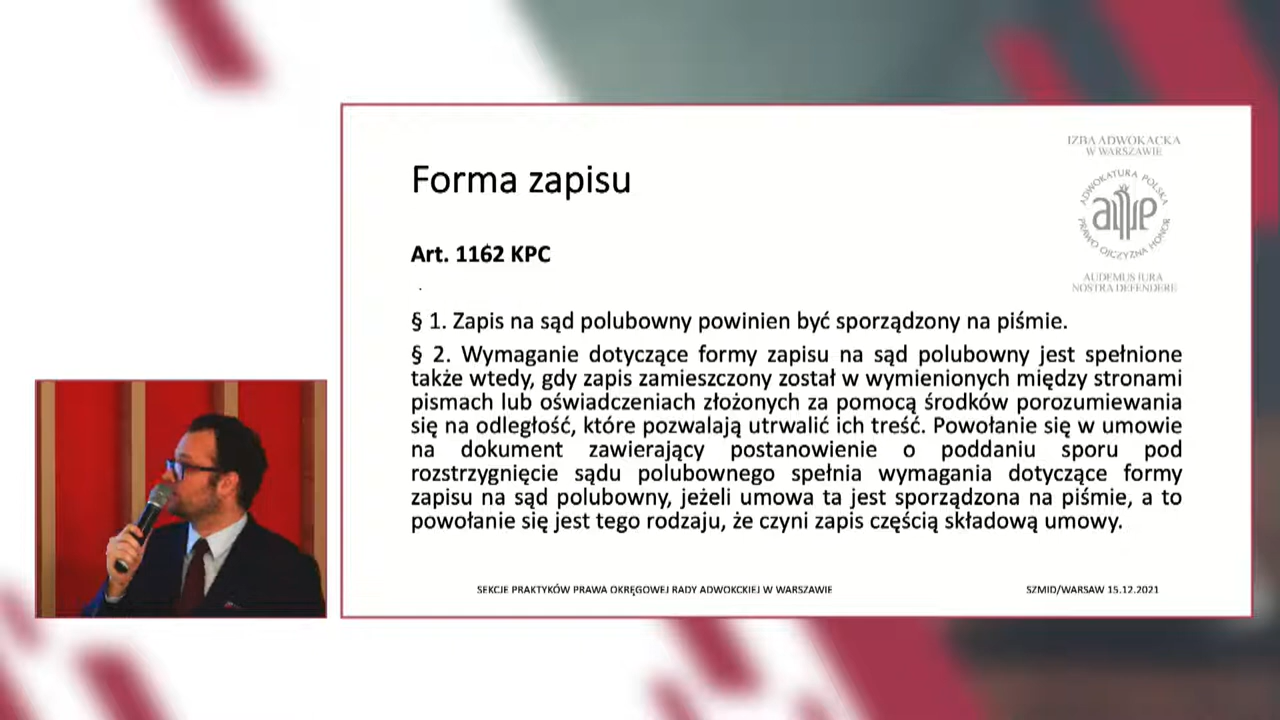 IZBA ADWOKACKA
W WARSZAWIE
ADWOKATURA POLSKA
PRAWO OJCZYZNA HONOR
AUDEMUS IURA
NOSTRA DEFENDERE
Forma zapisu
Art. 1162 KPC
.
§ 1. Zapis na sąd polubowny powinien być sporządzony na piśmie.
§ 2. Wymaganie dotyczące formy zapisu na sąd polubowny jest spełnione
także wtedy, gdy zapis zamieszczony został w wymienionych między stronami
pismach lub oświadczeniach złożonych za pomocą środków porozumiewania
się na odległość, które pozwalają utrwalić ich treść. Powołanie się w umowie
na dokument zawierający postanowienie o poddaniu sporu pod
rozstrzygnięcie sądu polubownego spełnia wymagania dotyczące formy
zapisu na sąd polubowny, jeżeli umowa ta jest sporządzona na piśmie, a to
powołanie się jest tego rodzaju, że czyni zapis częścią składową umowy.
SEKCJE PRAKTYKÓW PRAWA OKRĘGOWEJ RADY ADWOKCKIEJ W WARSZAWIE
SZMID/WARSAW 15.12.2021